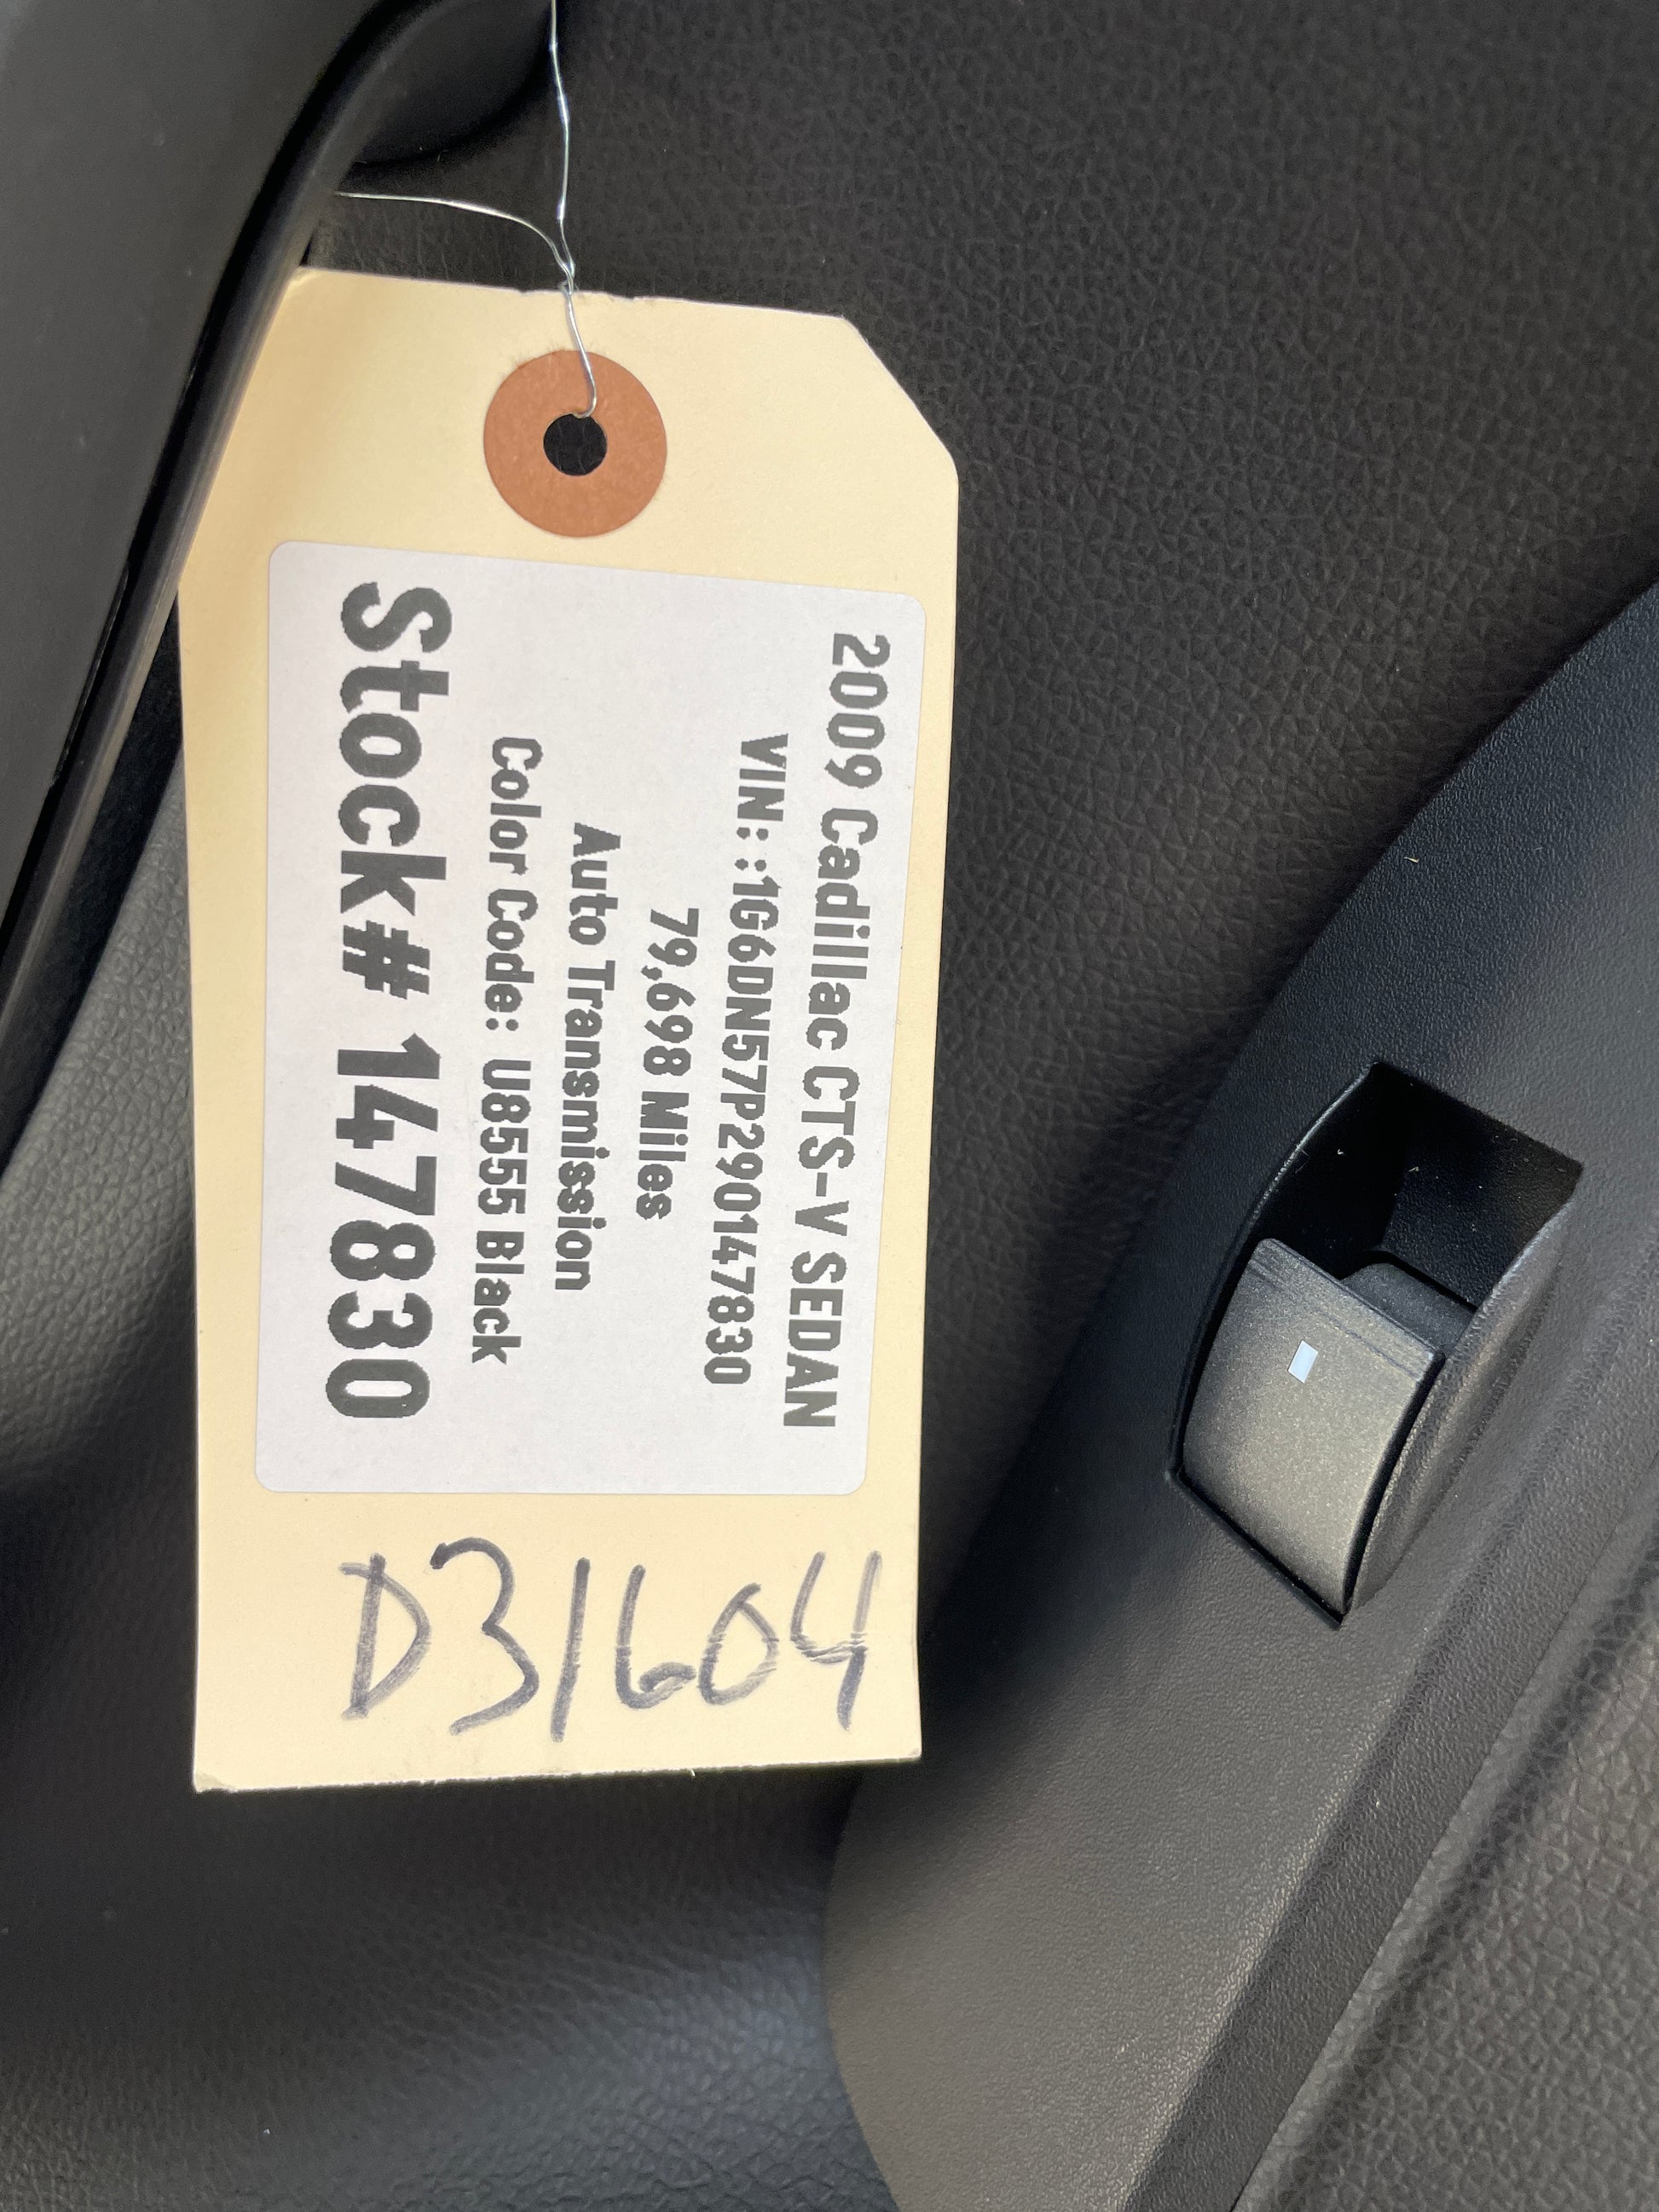 2009 Cadillac CTS-V SEDAN
VIN: :1G6DN57P290147830
79,698 Miles
Auto Transmission
Color Code: U8555 Black
Stock# 147830
D31604